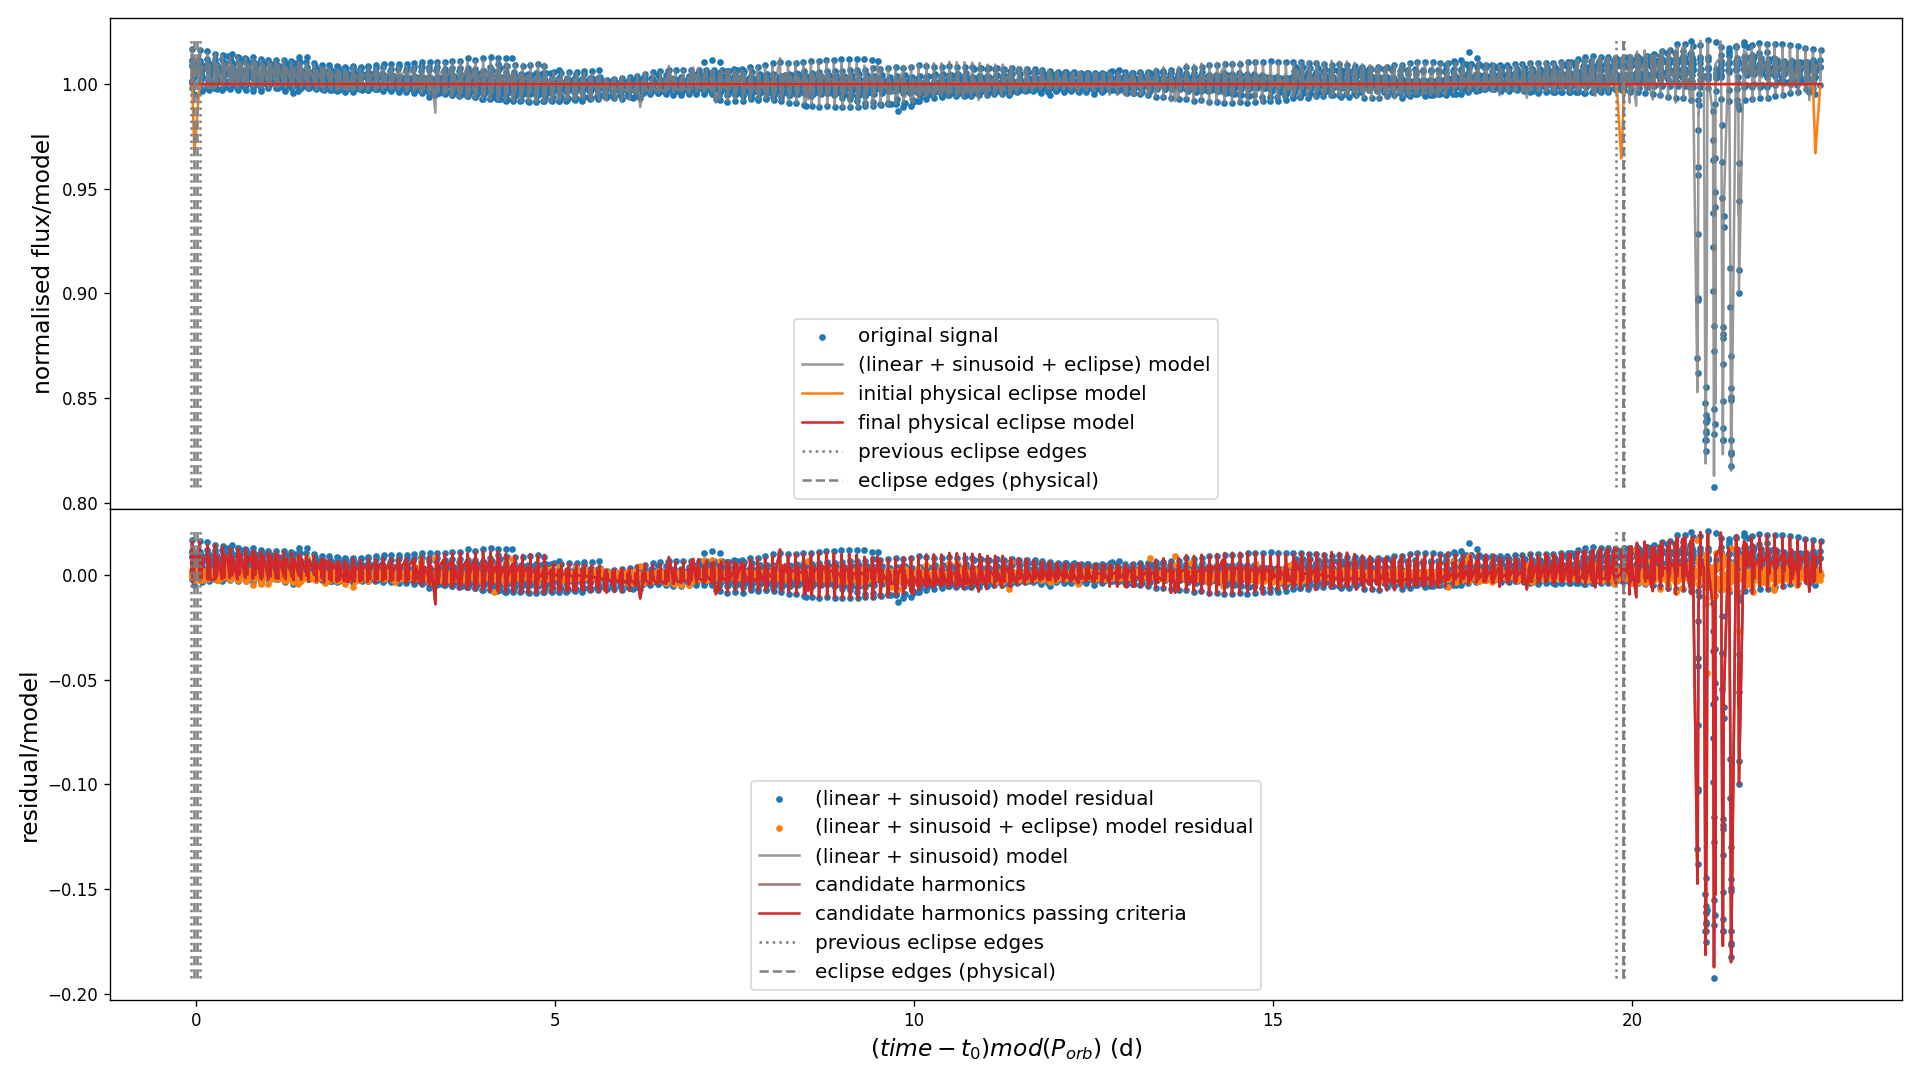 normalised flux/model
1.00
0.95
0.90
0.85
0.80
original signal
(linear + sinusoid + eclipse) model
initial physical eclipse model
final physical eclipse model
previous eclipse edges
eclipse edges (physical)
residual/model
0.00
−0.05
−0.10
−0.15
−0.20
(linear + sinusoid) model residual
(linear + sinusoid + eclipse) model residual
(linear + sinusoid) model
candidate harmonics
candidate harmonics passing criteria
previous eclipse edges
eclipse edges (physical)
0 5 10 15 20
(time − t₀)mod(P_orb) (d)